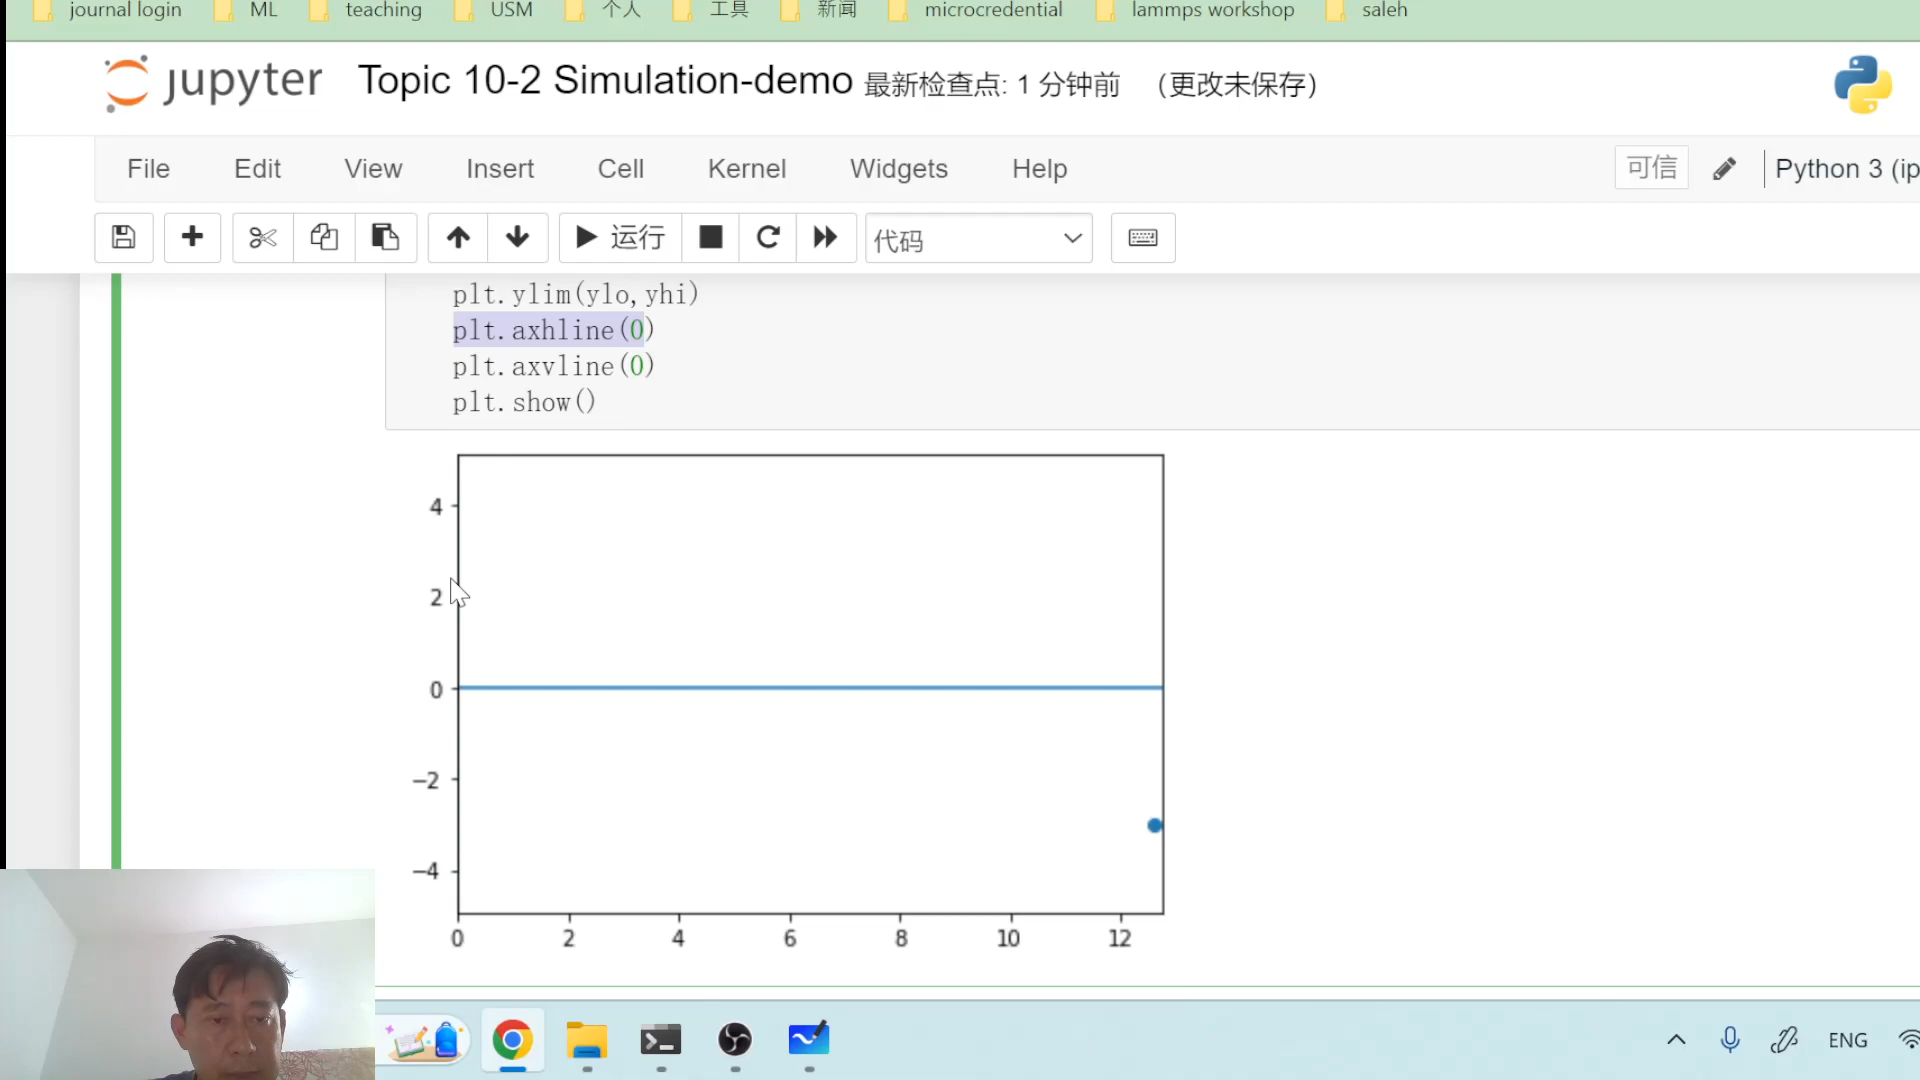 journal login ML teaching USM 个人 工具 新闻 microcredential lammps workshop saleh
jupyter Topic 10-2 Simulation-demo 最新检查点: 1 分钟前 (更改未保存)
File Edit View Insert Cell Kernel Widgets Help 可信 Python 3 (ip
运行 代码
plt.ylim(ylo,yhi)
plt.axhline(0)
plt.axvline(0)
plt.show()
4
2
0
−2
−4
0 2 4 6 8 10 12
ENG